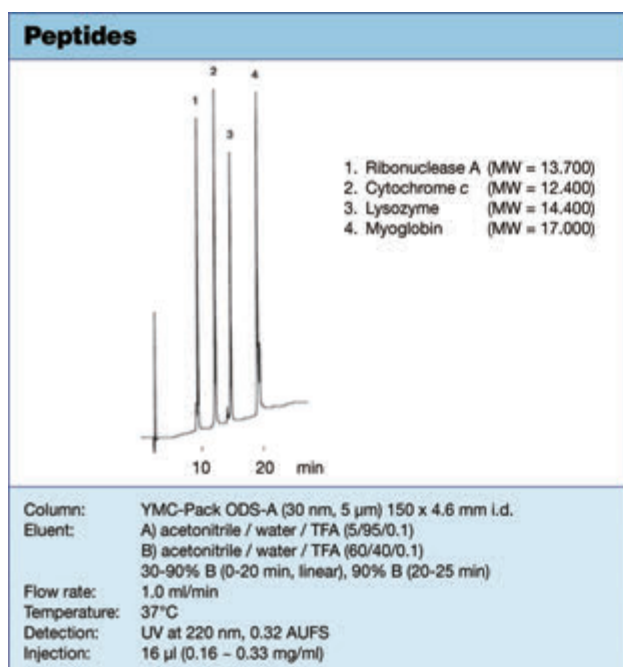 Peptides
2
4
1
3
1. Ribonuclease A (MW = 13.700)
2. Cytochrome c (MW = 12.400)
3. Lysozyme (MW = 14.400)
4. Myoglobin (MW = 17.000)
10 20 min
Column: YMC-Pack ODS-A (30 nm, 5 µm) 150 x 4.6 mm i.d.
Eluent: A) acetonitrile / water / TFA (5/95/0.1)
B) acetonitrile / water / TFA (60/40/0.1)
30-90% B (0-20 min, linear), 90% B (20-25 min)
Flow rate: 1.0 ml/min
Temperature: 37°C
Detection: UV at 220 nm, 0.32 AUFS
Injection: 16 µl (0.16 ~ 0.33 mg/ml)